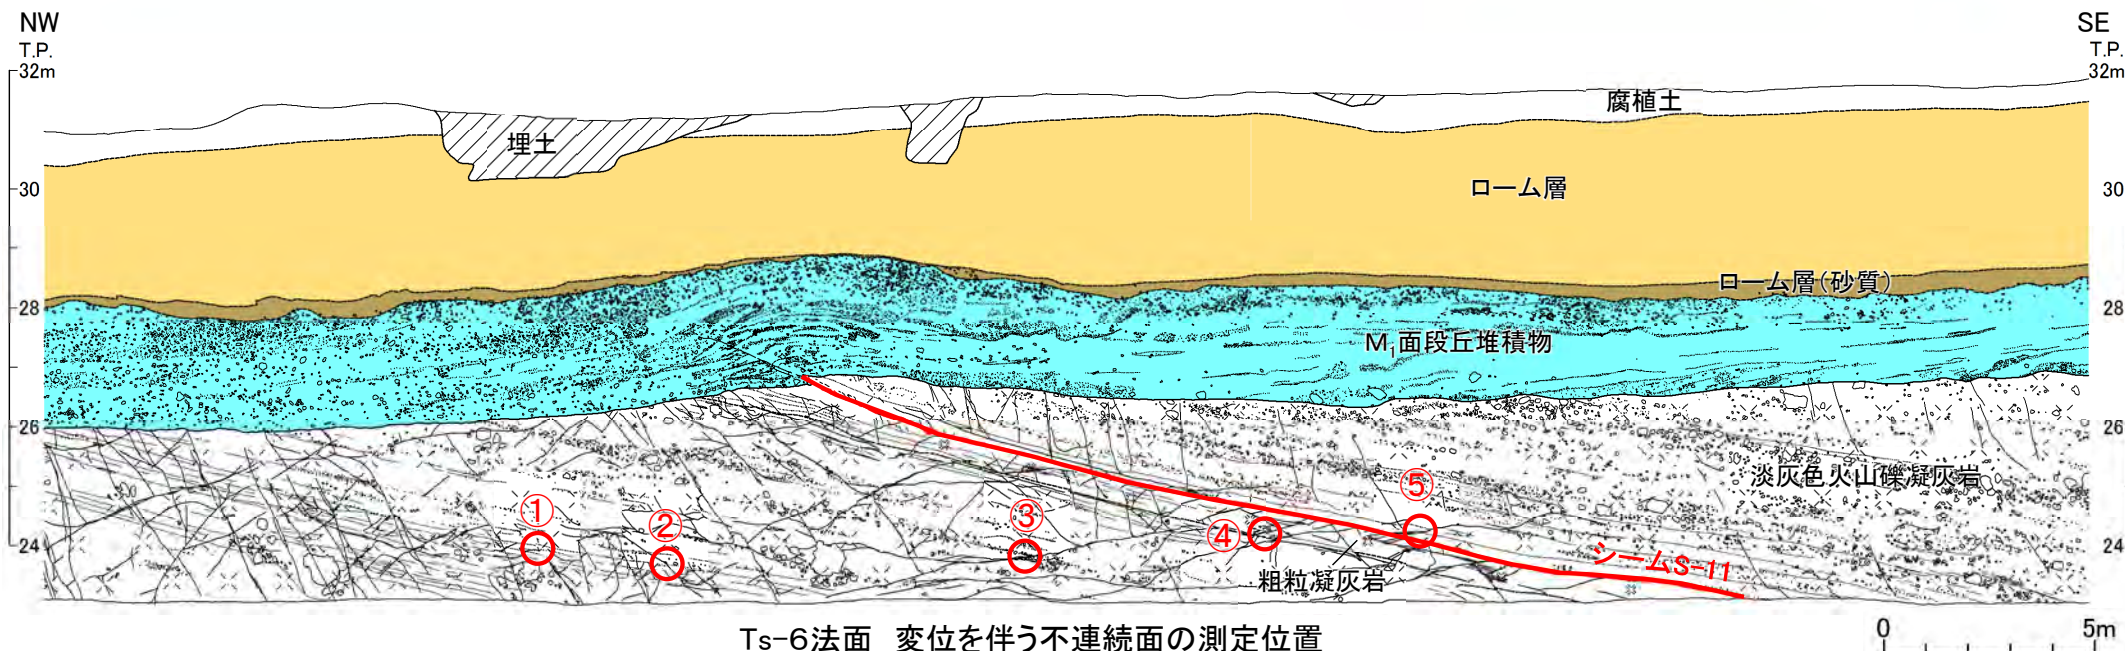 NW
SE
T.P.
T.P.
32m
32m
腐植土
埋土
30
ローム層
30
ローム層(砂質)
28
28
M₁面段丘堆積物
26
26
淡灰色火山礫凝灰岩
①
②
③
④
⑤
24
24
シームS-11
粗粒凝灰岩
Ts-6法面 変位を伴う不連続面の測定位置
0
5m